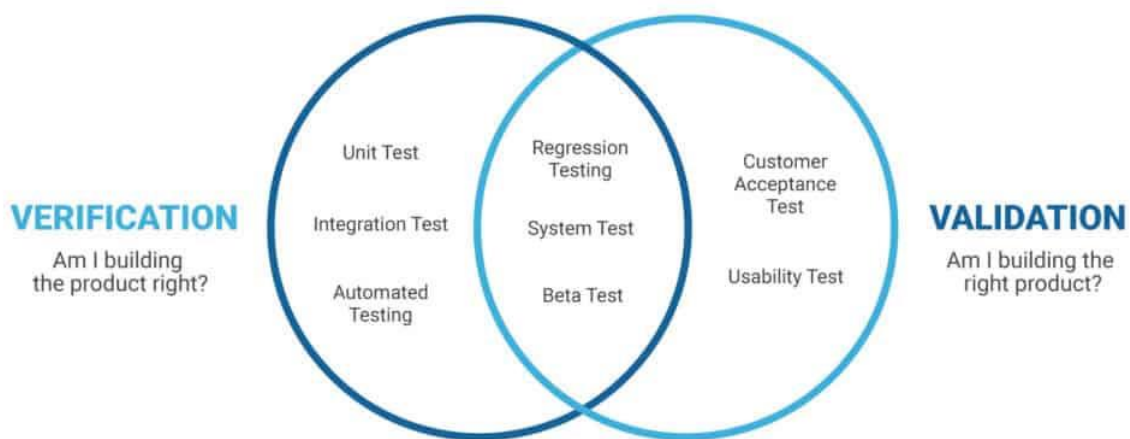 VERIFICATION
Am I building
the product right?
Unit Test
Integration Test
Automated
Testing
Regression
Testing
System Test
Beta Test
Customer
Acceptance
Test
Usability Test
VALIDATION
Am I building the
right product?